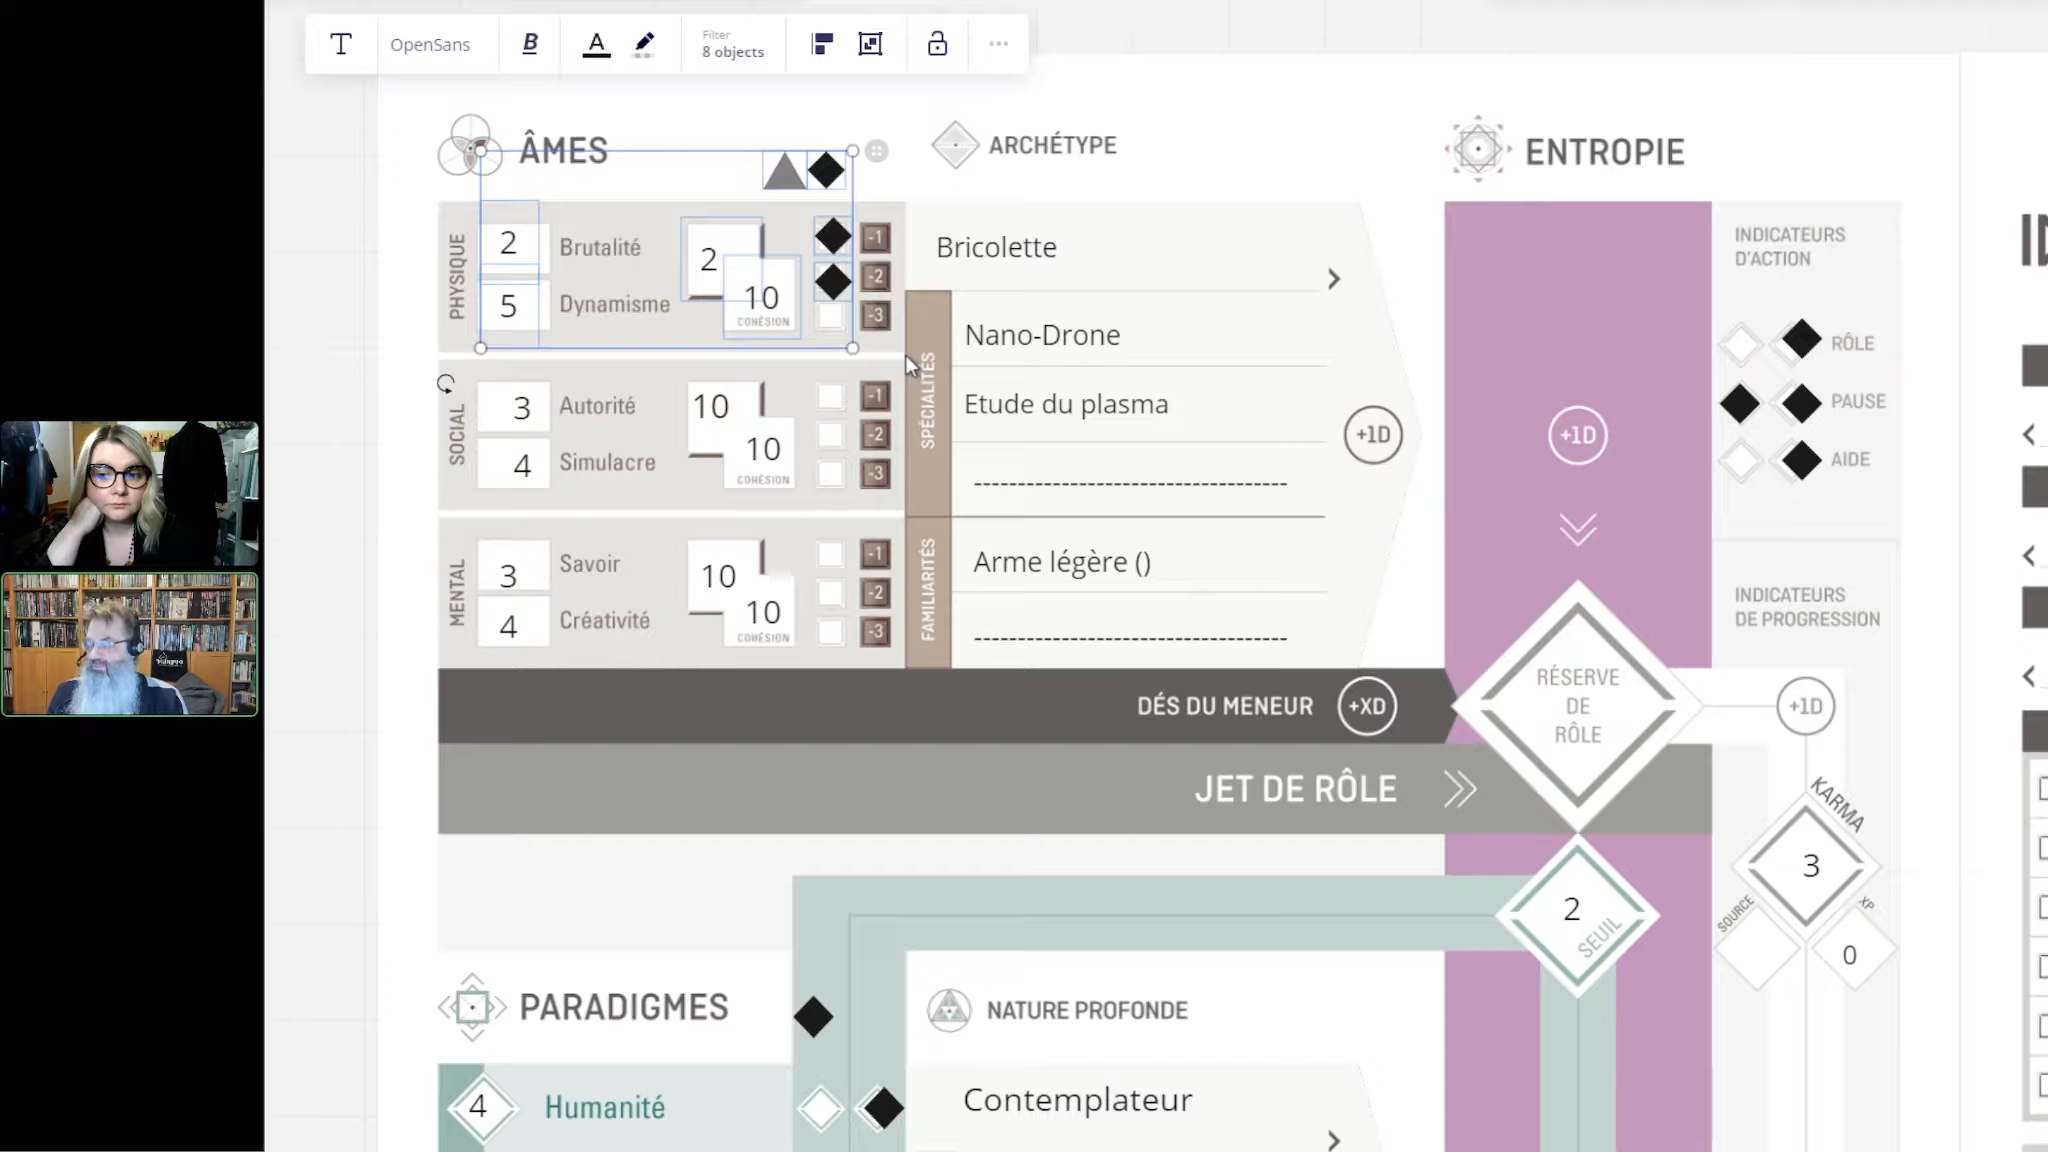 OpenSans
B
A
Filter
8 objects
ÂMES
ARCHÉTYPE
ENTROPIE
PHYSIQUE
2
Brutalité
5
Dynamisme
2
10
COHÉSION
-1
-2
-3
Bricolette
Nano-Drone
Etude du plasma
SPÉCIALITÉS
+1D
+1D
INDICATEURS
D'ACTION
RÔLE
PAUSE
AIDE
SOCIAL
3
Autorité
4
Simulacre
10
10
COHÉSION
-1
-2
-3
MENTAL
3
Savoir
4
Créativité
10
10
COHÉSION
-1
-2
-3
FAMILIARITÉS
Arme légère ()
INDICATEURS
DE PROGRESSION
DÉS DU MENEUR
+XD
RÉSERVE
DE
RÔLE
+1D
JET DE RÔLE
KARMA
3
SOURCE
XP
0
2
SEUIL
PARADIGMES
NATURE PROFONDE
4
Humanité
Contemplateur